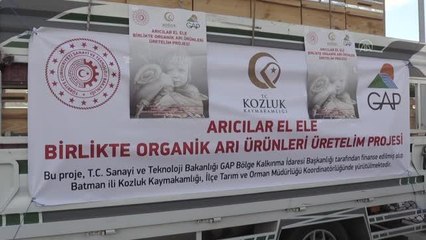 T.C.
KOZLUK
KAYMAKAMLIĞI
GAP
ARICILAR EL ELE
BİRLİKTE ORGANİK ARI ÜRÜNLERİ ÜRETELİM PROJESİ
Bu proje, T.C. Sanayi ve Teknoloji Bakanlığı GAP Bölge Kalkınma İdaresi Başkanlığı tarafından finanse edilmiş olup
Batman ili Kozluk Kaymakamlığı, İlçe Tarım ve Orman Müdürlüğü Koordinatörlüğünde yürütülmektedir.